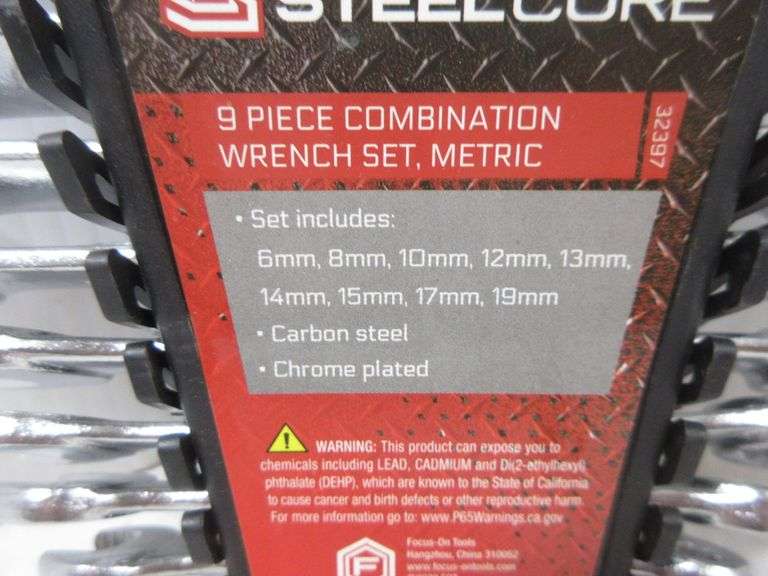 STEELCORE
9 PIECE COMBINATION
WRENCH SET, METRIC
32397
• Set includes:
6mm, 8mm, 10mm, 12mm, 13mm,
14mm, 15mm, 17mm, 19mm
• Carbon steel
• Chrome plated
WARNING: This product can expose you to
chemicals including LEAD, CADMIUM and Di(2-ethylhexyl)
phthalate (DEHP), which are known to the State of California
to cause cancer and birth defects or other reproductive harm.
For more information go to: www.P65Warnings.ca.gov
F
Focus-On Tools
Hangzhou, China 310052
www.focus-ontools.com